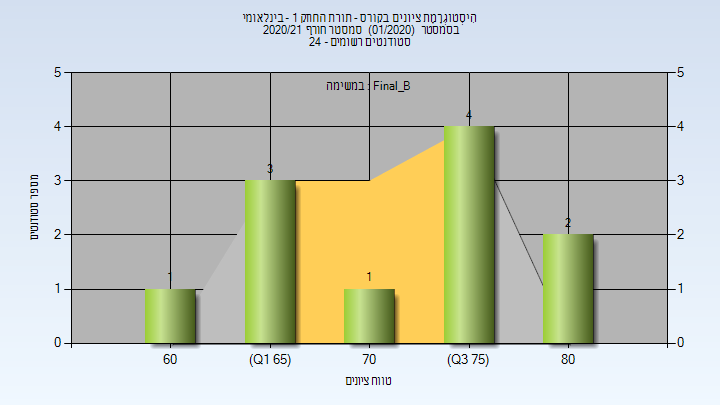 היסטוגרמת ציונים בקורס - תורת החוזק 1 - בינלאומי
בסמסטר (01/2020) סמסטר חורף 2020/21
סטודנטים רשומים - 24
במשימה : Final_B
5 5
4 4
3 3
2 2
1 1
0 0
1
3
1
4
2
מספר סטודנטים
60 (Q1 65) 70 (Q3 75) 80
טווח ציונים